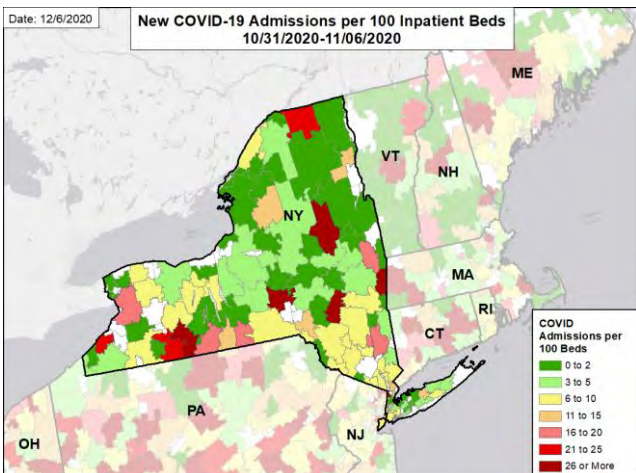 Date: 12/6/2020
New COVID-19 Admissions per 100 Inpatient Beds
10/31/2020-11/06/2020
ME
VT
NH
NY
MA
CT
RI
PA
NJ
OH
COVID
Admissions per
100 Beds
0 to 2
3 to 5
6 to 10
11 to 15
16 to 20
21 to 25
26 or More